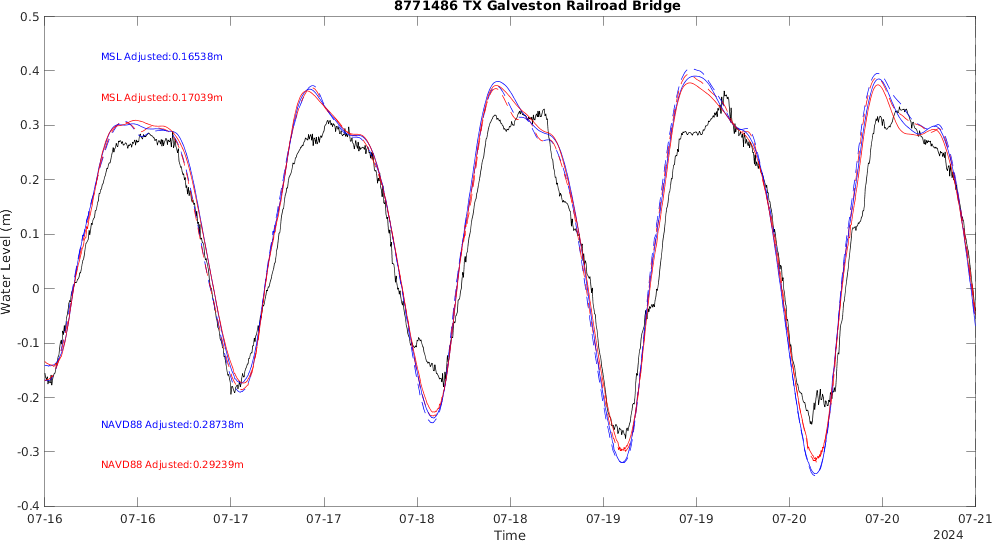 8771486 TX Galveston Railroad Bridge
0.5
0.4
0.3
0.2
0.1
0
-0.1
-0.2
-0.3
-0.4
Water Level (m)
MSL Adjusted:0.16538m
MSL Adjusted:0.17039m
NAVD88 Adjusted:0.28738m
NAVD88 Adjusted:0.29239m
07-16 07-16 07-17 07-17 07-18 07-18 07-19 07-19 07-20 07-20 07-21
Time
2024